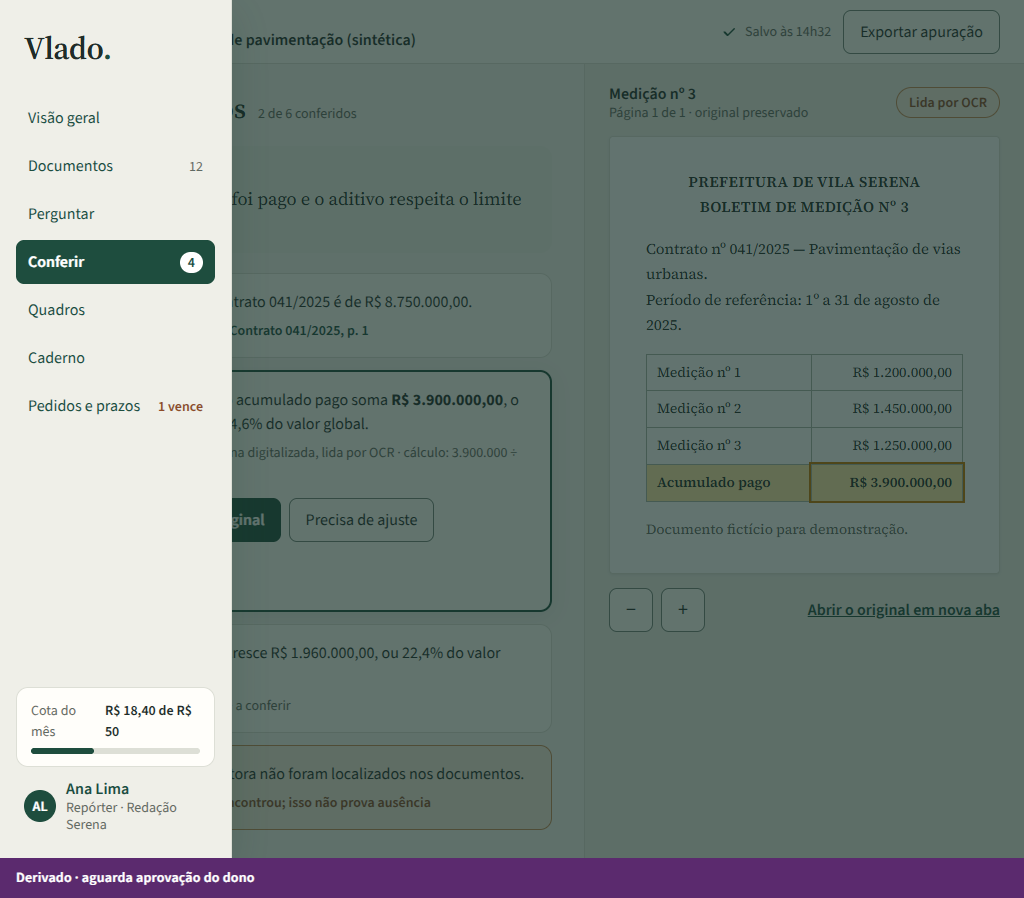 Vlado.
Visão geral
Documentos 12
Perguntar
Conferir 4
Quadros
Caderno
Pedidos e prazos 1 vence
Cota do mês
R$ 18,40 de R$ 50
AL
Ana Lima
Repórter · Redação
Serena
de pavimentação (sintética)
Salvo às 14h32
Exportar apuração
2 de 6 conferidos
foi pago e o aditivo respeita o limite
trato 041/2025 é de R$ 8.750.000,00.
Contrato 041/2025, p. 1
acumulado pago soma R$ 3.900.000,00, o
4,6% do valor global.
na digitalizada, lida por OCR · cálculo: 3.900.000 ÷
ginal
Precisa de ajuste
resce R$ 1.960.000,00, ou 22,4% do valor
a conferir
tora não foram localizados nos documentos.
ncontrou; isso não prova ausência
Medição nº 3
Página 1 de 1 · original preservado
Lida por OCR
PREFEITURA DE VILA SERENA
BOLETIM DE MEDIÇÃO Nº 3
Contrato nº 041/2025 — Pavimentação de vias
urbanas.
Período de referência: 1º a 31 de agosto de
2025.
Medição nº 1 R$ 1.200.000,00
Medição nº 2 R$ 1.450.000,00
Medição nº 3 R$ 1.250.000,00
Acumulado pago R$ 3.900.000,00
Documento fictício para demonstração.
− +
Abrir o original em nova aba
Derivado · aguarda aprovação do dono